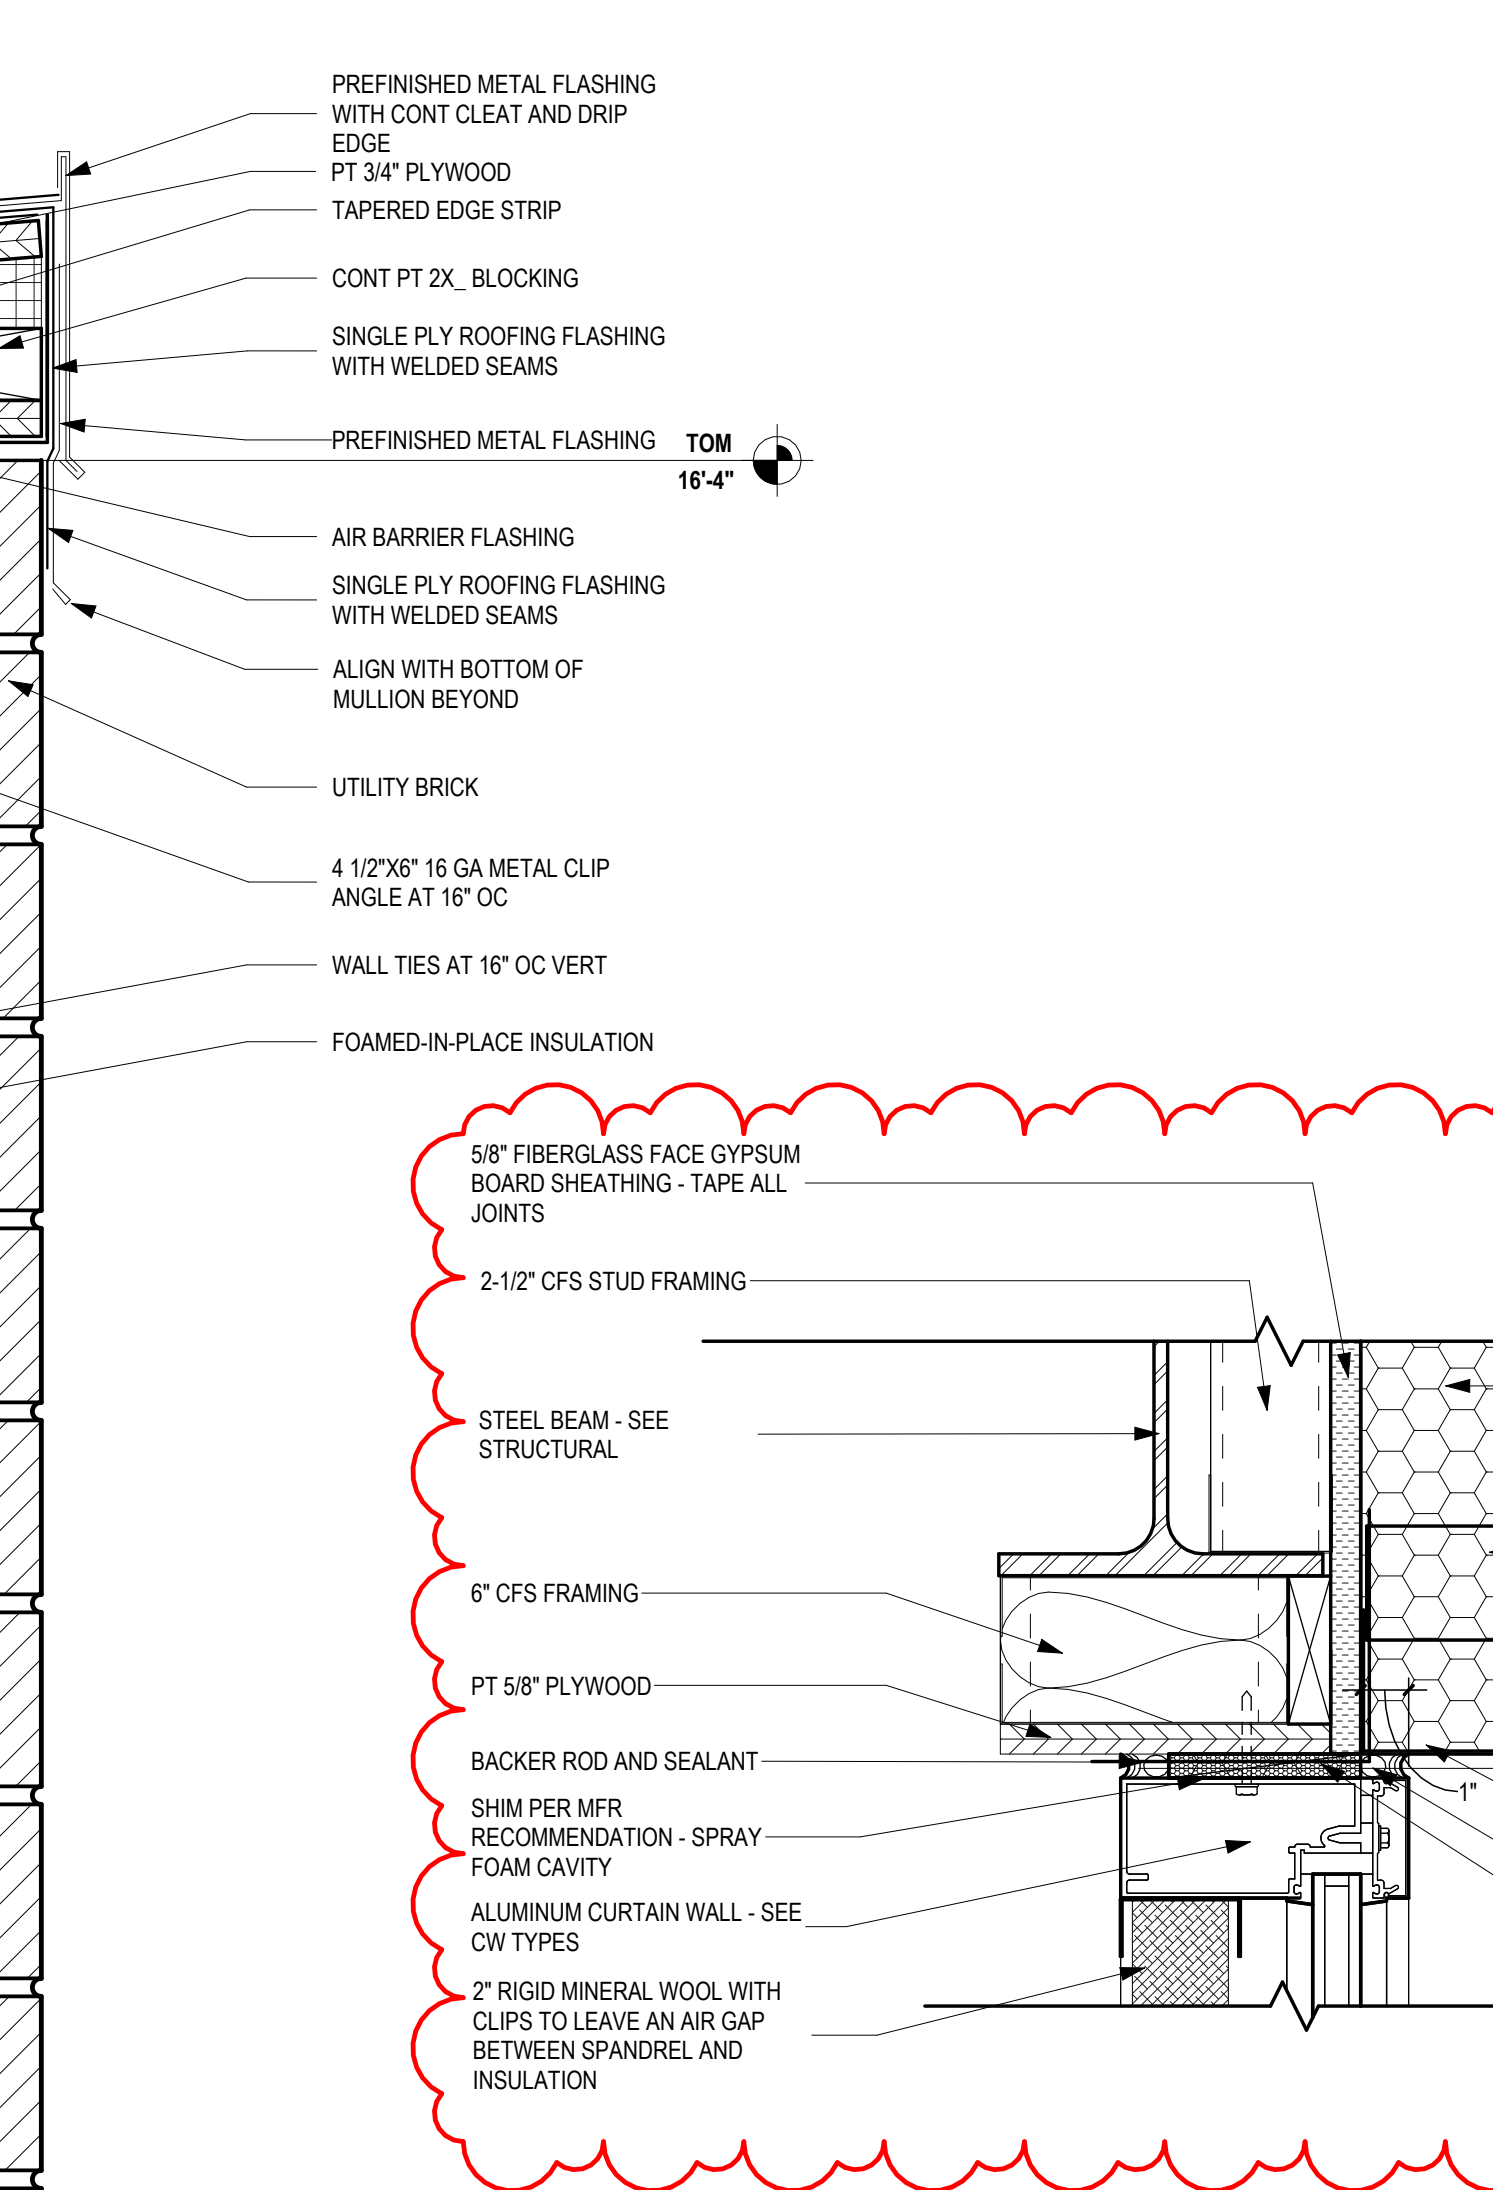 PREFINISHED METAL FLASHING
WITH CONT CLEAT AND DRIP
EDGE
PT 3/4" PLYWOOD
TAPERED EDGE STRIP
CONT PT 2X_ BLOCKING
SINGLE PLY ROOFING FLASHING
WITH WELDED SEAMS
PREFINISHED METAL FLASHING
TOM
16'-4"
AIR BARRIER FLASHING
SINGLE PLY ROOFING FLASHING
WITH WELDED SEAMS
ALIGN WITH BOTTOM OF
MULLION BEYOND
UTILITY BRICK
4 1/2"X6" 16 GA METAL CLIP
ANGLE AT 16" OC
WALL TIES AT 16" OC VERT
FOAMED-IN-PLACE INSULATION
5/8" FIBERGLASS FACE GYPSUM
BOARD SHEATHING - TAPE ALL
JOINTS
2-1/2" CFS STUD FRAMING
STEEL BEAM - SEE
STRUCTURAL
6" CFS FRAMING
PT 5/8" PLYWOOD
BACKER ROD AND SEALANT
1"
SHIM PER MFR
RECOMMENDATION - SPRAY
FOAM CAVITY
ALUMINUM CURTAIN WALL - SEE
CW TYPES
2" RIGID MINERAL WOOL WITH
CLIPS TO LEAVE AN AIR GAP
BETWEEN SPANDREL AND
INSULATION